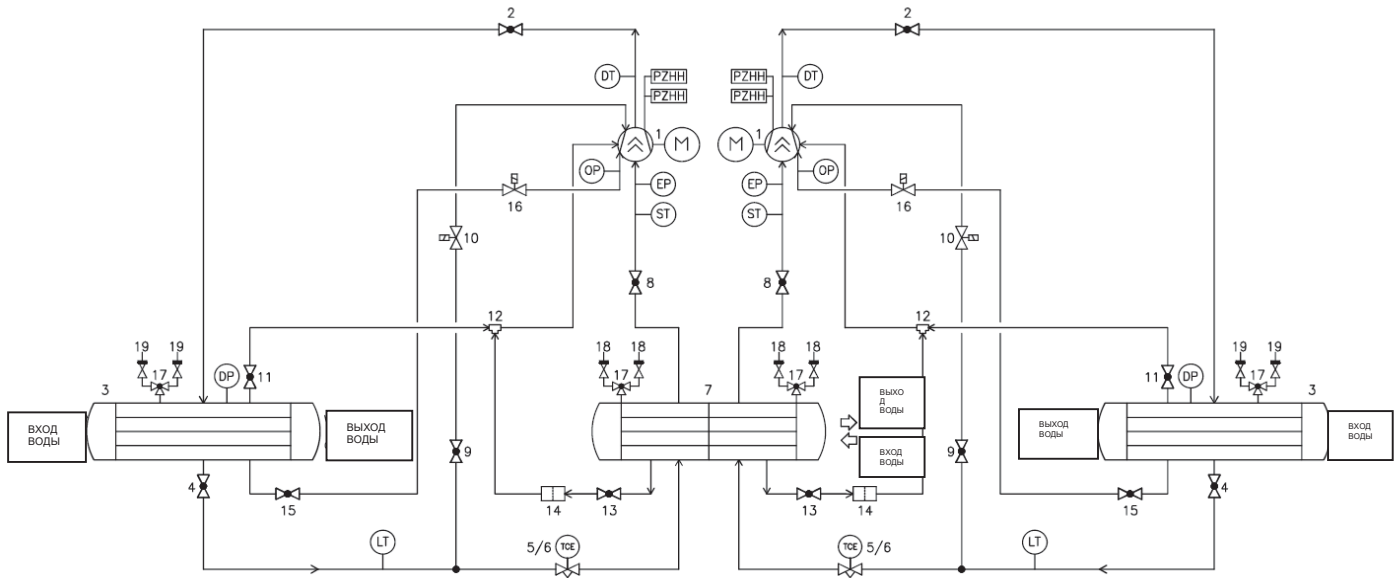 2
2
DT
PZHH
PZHH
PZHH
PZHH
DT
1
M
M
1
OP
EP
EP
OP
16
ST
ST
16
10
10
8
8
12
12
19
19
18
18
18
18
19
19
3
17
DP
11
17
7
17
11
DP
17
3
ВХОД
ВОДЫ
ВЫХОД
ВОДЫ
ВЫХО
Д
ВОДЫ
ВХОД
ВОДЫ
ВЫХОД
ВОДЫ
ВХОД
ВОДЫ
9
9
4
15
14
13
13
14
15
4
LT
5/6
TCE
TCE
5/6
LT